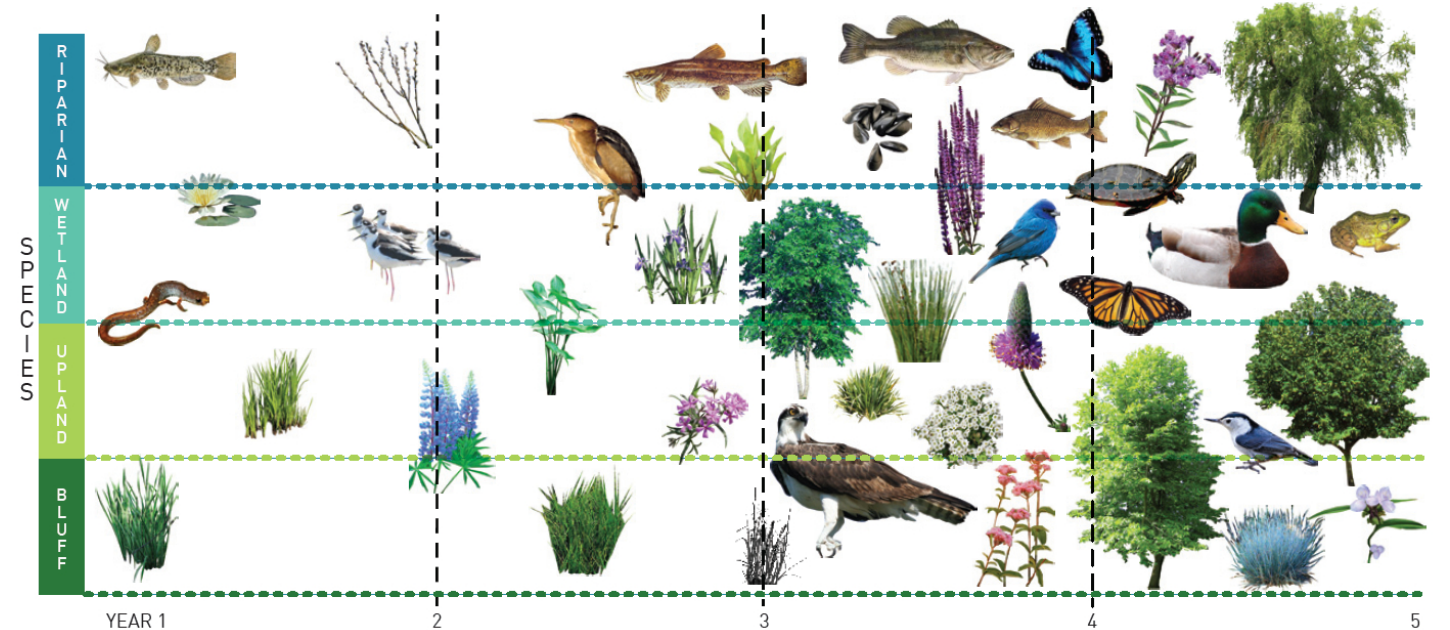 SPECIES
RIPARIAN
WETLAND
UPLAND
BLUFF
YEAR 1
2
3
4
5